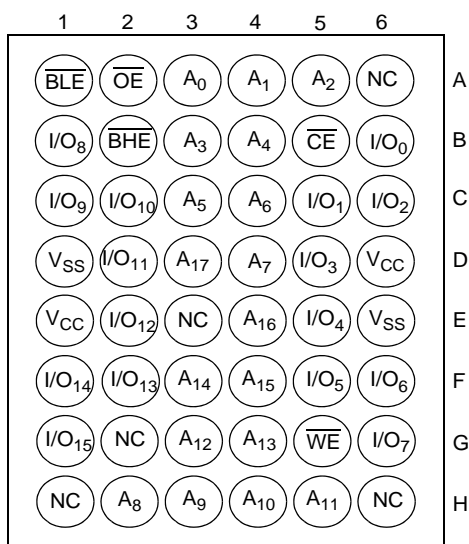 1 2 3 4 5 6
BLE OE A0 A1 A2 NC A
I/O8 BHE A3 A4 CE I/O0 B
I/O9 I/O10 A5 A6 I/O1 I/O2 C
VSS I/O11 A17 A7 I/O3 VCC D
VCC I/O12 NC A16 I/O4 VSS E
I/O14 I/O13 A14 A15 I/O5 I/O6 F
I/O15 NC A12 A13 WE I/O7 G
NC A8 A9 A10 A11 NC H